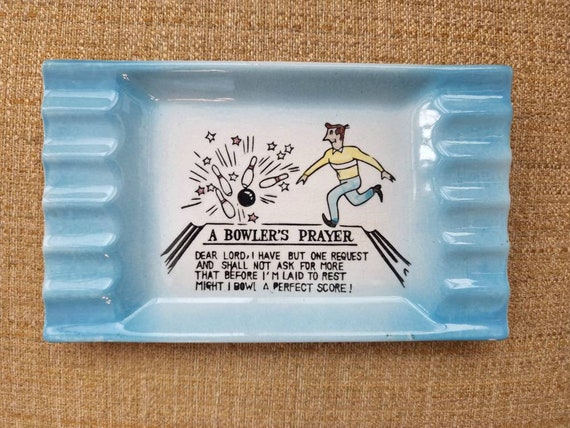 A BOWLER'S PRAYER
DEAR LORD, I HAVE BUT ONE REQUEST
AND SHALL NOT ASK FOR MORE
THAT BEFORE I'M LAID TO REST
MIGHT I BOWL A PERFECT SCORE!